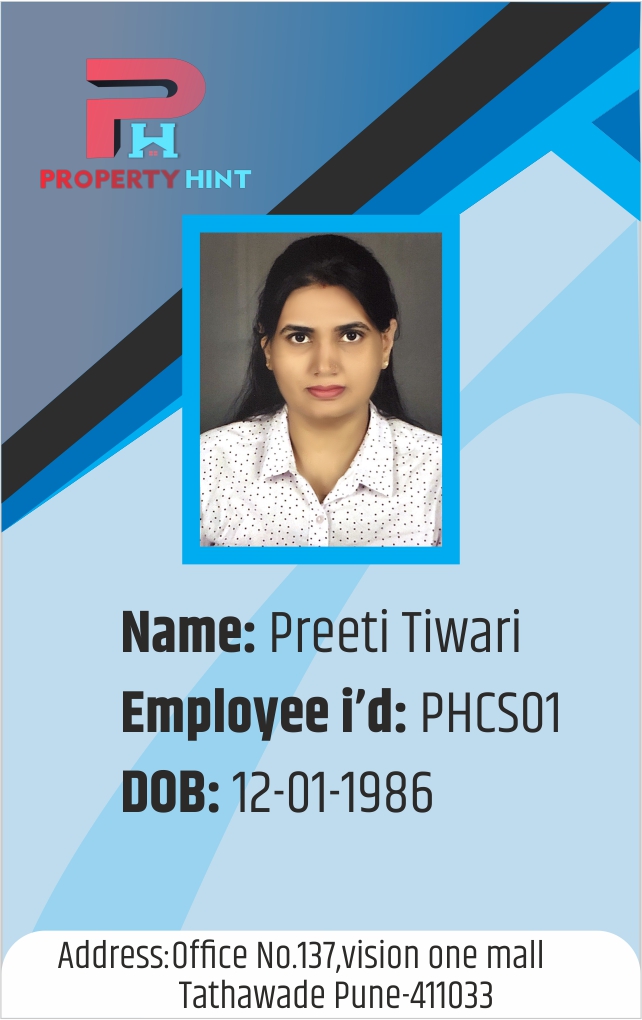 PH
PROPERTY HINT
Name: Preeti Tiwari
Employee i’d: PHCS01
DOB: 12-01-1986
Address:Office No.137,vision one mall
Tathawade Pune-411033